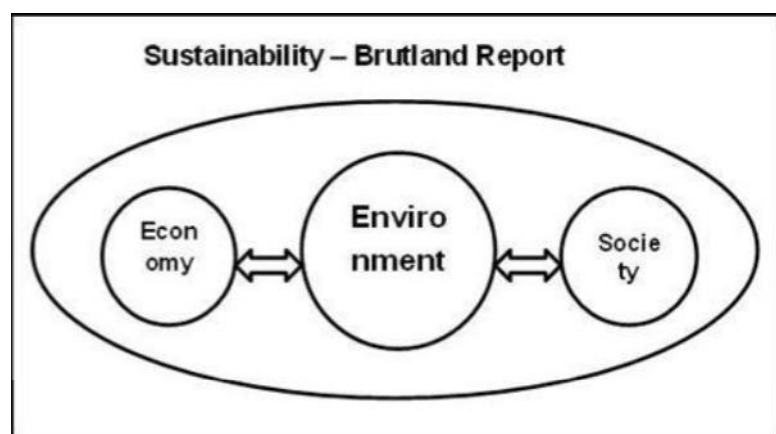 Sustainability – Brutland Report
Econ
omy
Enviro
nment
Socie
ty